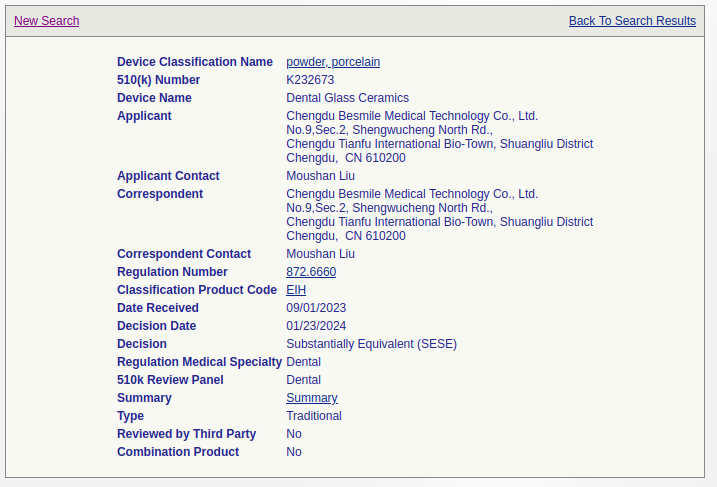 New Search Back To Search Results
Device Classification Name powder, porcelain
510(k) Number K232673
Device Name Dental Glass Ceramics
Applicant Chengdu Besmile Medical Technology Co., Ltd.
No.9,Sec.2, Shengwucheng North Rd.,
Chengdu Tianfu International Bio-Town, Shuangliu District
Chengdu, CN 610200
Applicant Contact Moushan Liu
Correspondent Chengdu Besmile Medical Technology Co., Ltd.
No.9,Sec.2, Shengwucheng North Rd.,
Chengdu Tianfu International Bio-Town, Shuangliu District
Chengdu, CN 610200
Correspondent Contact Moushan Liu
Regulation Number 872.6660
Classification Product Code EIH
Date Received 09/01/2023
Decision Date 01/23/2024
Decision Substantially Equivalent (SESE)
Regulation Medical Specialty Dental
510k Review Panel Dental
Summary Summary
Type Traditional
Reviewed by Third Party No
Combination Product No